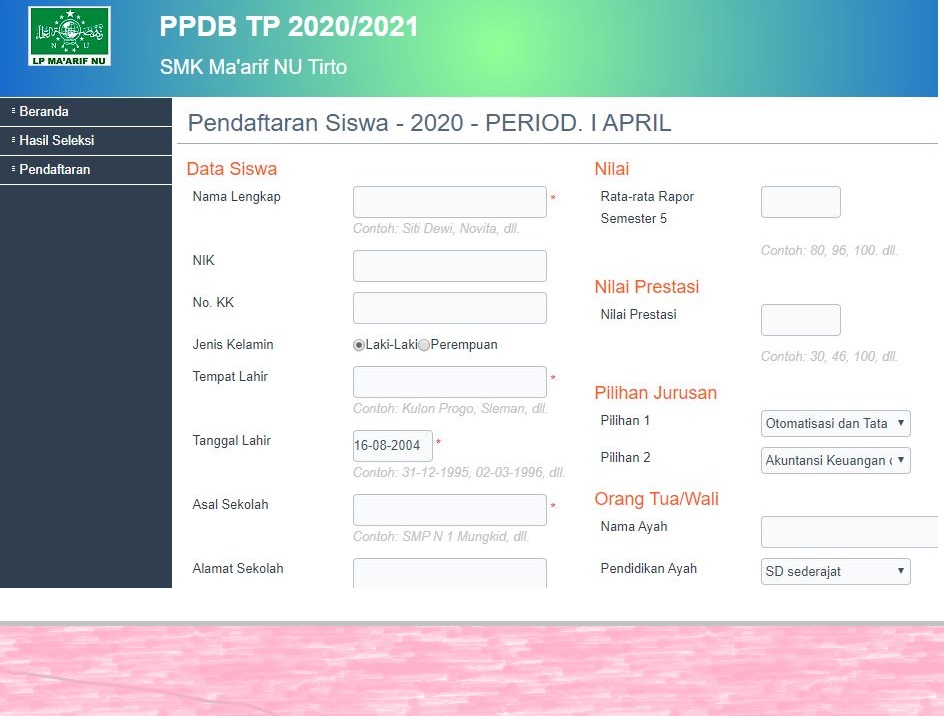 PPDB TP 2020/2021
SMK Ma'arif NU Tirto
N U
LP MA'ARIF NU
Beranda
Hasil Seleksi
Pendaftaran
Pendaftaran Siswa - 2020 - PERIOD. I APRIL
Data Siswa
Nama Lengkap *
Contoh: Siti Dewi, Novita, dll.
NIK
No. KK
Jenis Kelamin Laki-Laki Perempuan
Tempat Lahir *
Contoh: Kulon Progo, Sleman, dll.
Tanggal Lahir 16-08-2004 *
Contoh: 31-12-1995, 02-03-1996, dll.
Asal Sekolah *
Contoh: SMP N 1 Mungkid, dll.
Alamat Sekolah
Nilai
Rata-rata Rapor
Semester 5
Contoh: 80, 96, 100. dll.
Nilai Prestasi
Nilai Prestasi
Contoh: 30, 46, 100, dll.
Pilihan Jurusan
Pilihan 1 Otomatisasi dan Tata
Pilihan 2 Akuntansi Keuangan
Orang Tua/Wali
Nama Ayah
Pendidikan Ayah SD sederajat